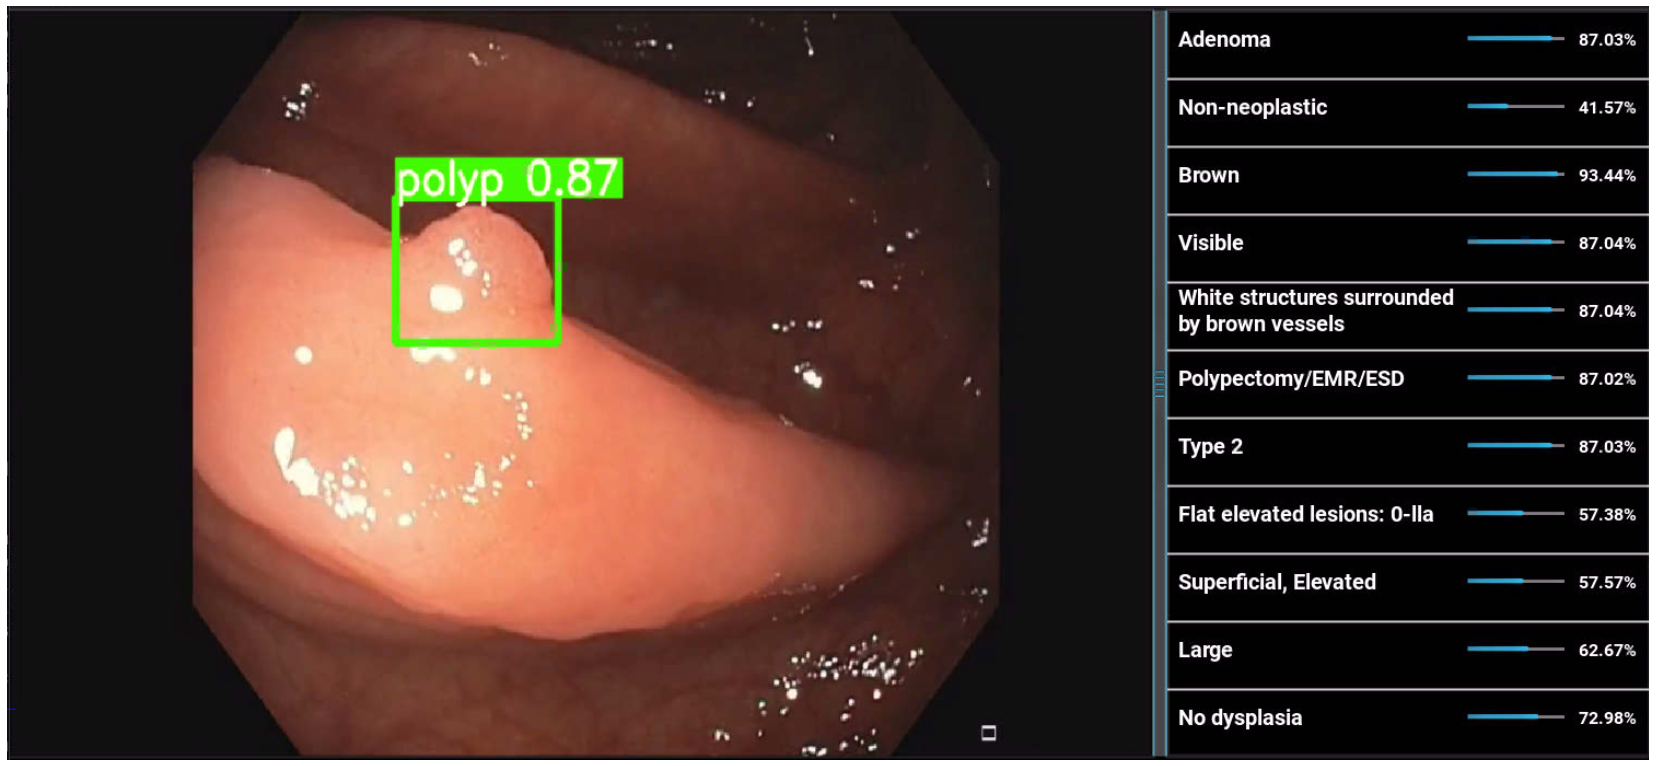 polyp 0.87
Adenoma 87.03%
Non-neoplastic 41.57%
Brown 93.44%
Visible 87.04%
White structures surrounded
by brown vessels 87.04%
Polypectomy/EMR/ESD 87.02%
Type 2 87.03%
Flat elevated lesions: 0-lla 57.38%
Superficial, Elevated 57.57%
Large 62.67%
No dysplasia 72.98%